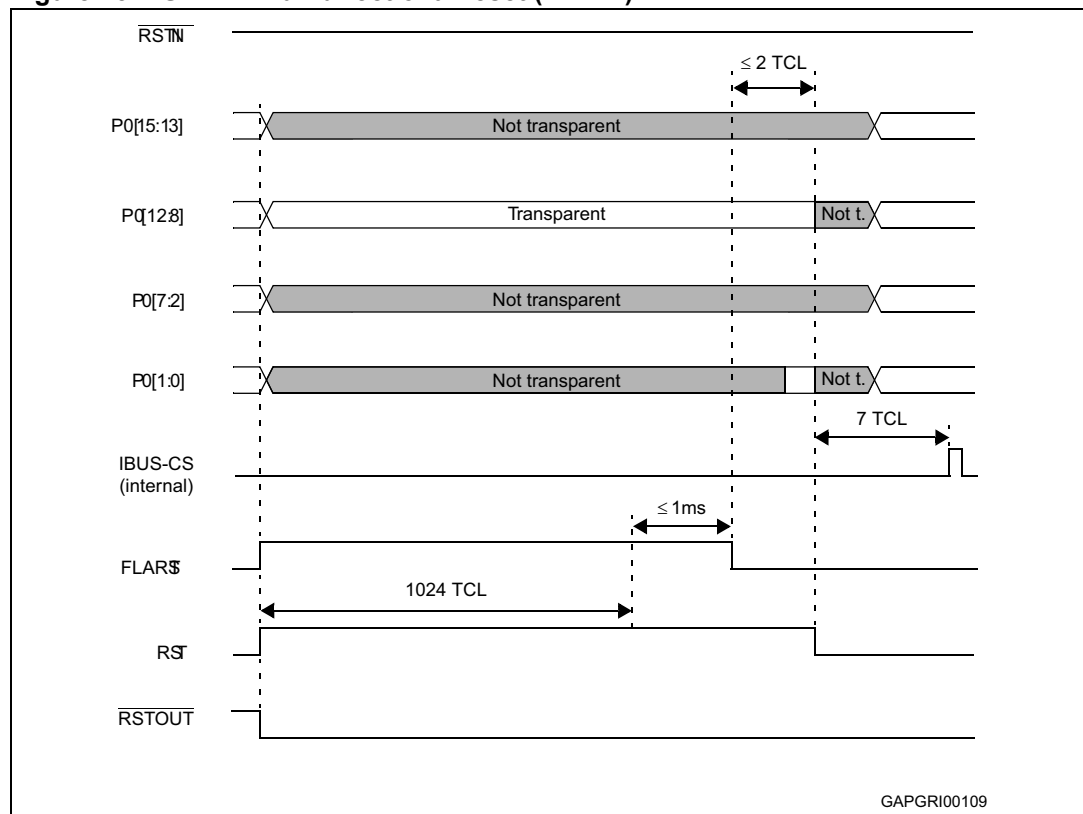 RSTIN
≤ 2 TCL
P0[15:13]
Not transparent
P0[12:8]
Transparent
Not t.
P0[7:2]
Not transparent
P0[1:0]
Not transparent
Not t.
7 TCL
IBUS-CS
(internal)
≤ 1ms
FLARST
1024 TCL
RST
RSTOUT
GAPGRI00109